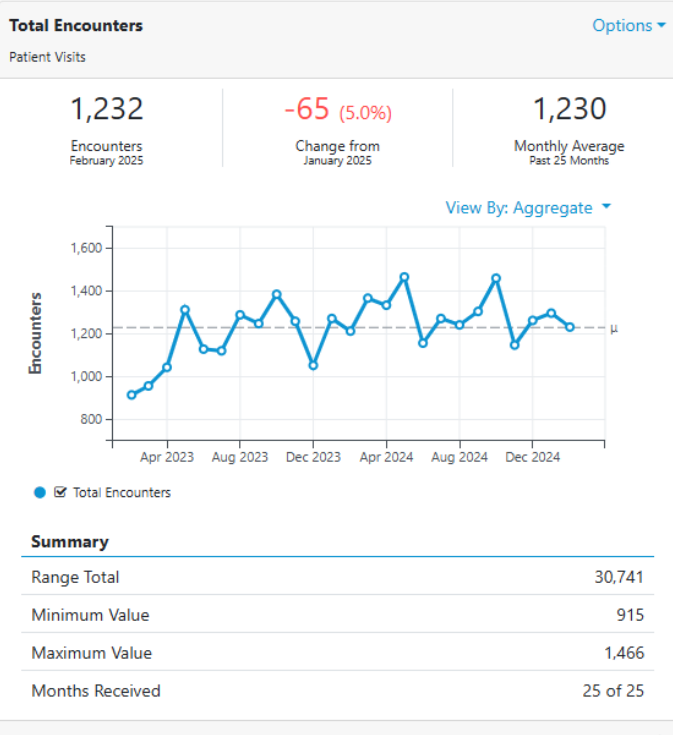 Total Encounters
Options
Patient Visits
1,232
Encounters
February 2025
-65 (5.0%)
Change from
January 2025
1,230
Monthly Average
Past 25 Months
View By: Aggregate
Encounters
1,600
1,400
1,200
1,000
800
μ
Apr 2023 Aug 2023 Dec 2023 Apr 2024 Aug 2024 Dec 2024
Total Encounters
Summary
Range Total 30,741
Minimum Value 915
Maximum Value 1,466
Months Received 25 of 25